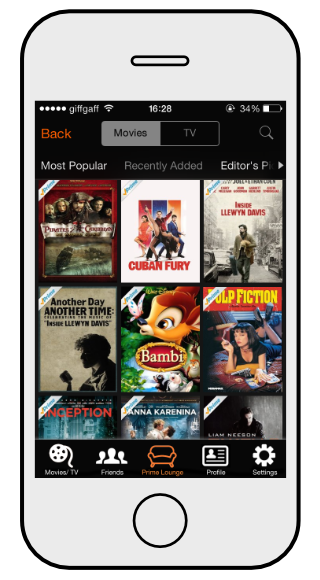 giffgaff 16:28 34%
Back Movies TV
Most Popular Recently Added Editor's Pi
PIRATES CARIBBEAN
CUBAN FURY
INSIDE
LLEWYN DAVIS
Another Day
ANOTHER TIME:
CELEBRATING THE MUSIC OF
'INSIDE LLEWYN DAVIS'
WALT DISNEY
Bambi
PULP FICTION
INCEPTION
ANNA KARENINA
LIAM NEESON
Movies/ TV Friends Prime Lounge Profile Settings